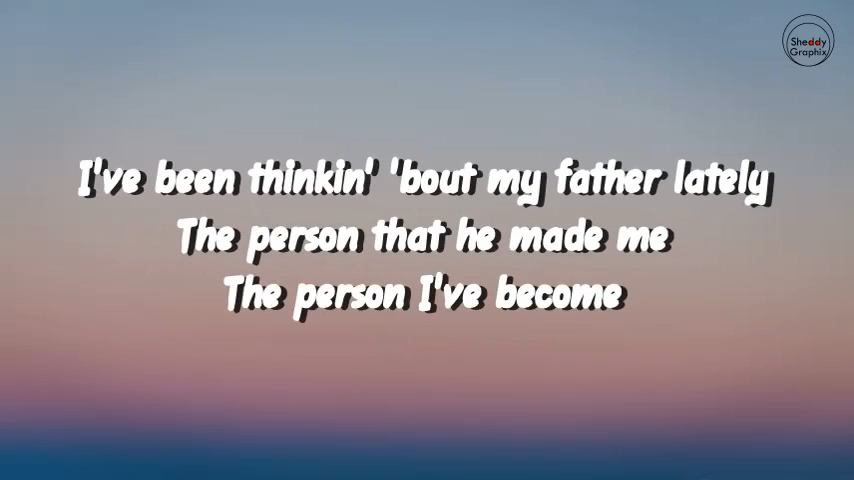 Sheddy
Graphix
I've been thinkin' 'bout my father lately
The person that he made me
The person I've become